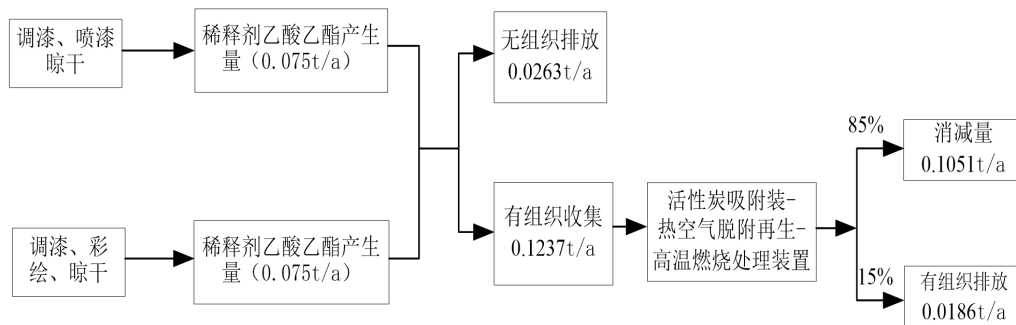 调漆、喷漆
晾干
稀释剂乙酸乙酯产生
量（0.075t/a）
无组织排放
0.0263t/a
85%
消减量
0.1051t/a
调漆、彩
绘、晾干
稀释剂乙酸乙酯产生
量（0.075t/a）
有组织收集
0.1237t/a
活性炭吸附装-
热空气脱附再生-
高温燃烧处理装置
15%
有组织排放
0.0186t/a